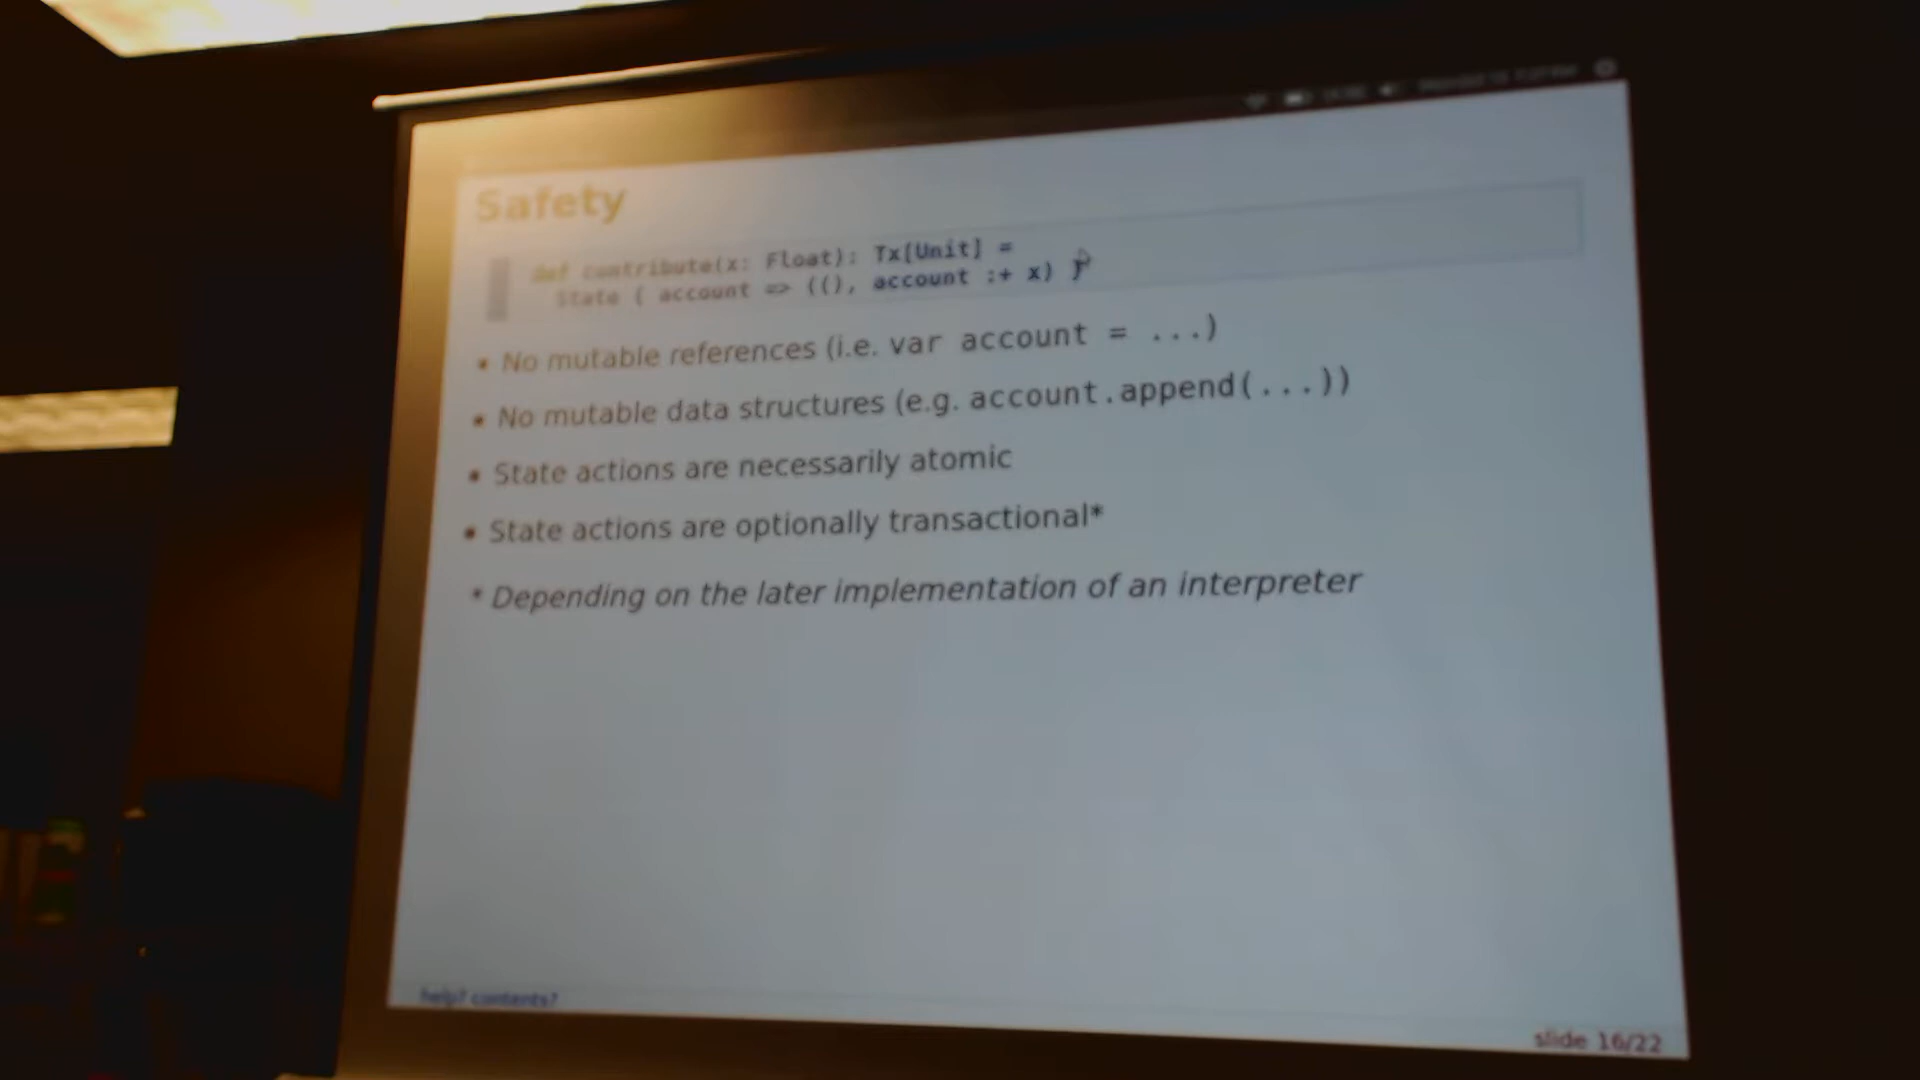 Safety
def contribute(x: Float): Tx[Unit] =
State { account => ((), account :+ x) }
• No mutable references (i.e. var account = ...)
• No mutable data structures (e.g. account.append(...))
• State actions are necessarily atomic
• State actions are optionally transactional*
* Depending on the later implementation of an interpreter
help? contents?
slide 16/22